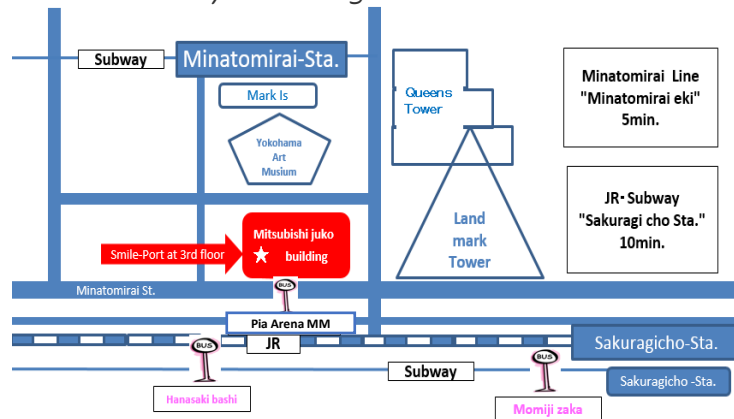 Subway
Minatomirai-Sta.
Mark Is
Yokohama
Art
Musium
Queens
Tower
Minatomirai Line
"Minatomirai eki"
5min.
JR・Subway
"Sakuragi cho Sta."
10min.
Land
mark
Tower
Mitsubishi juko
building
Smile-Port at 3rd floor
Minatomirai St.
BUS
Pia Arena MM
JR
Sakuragicho-Sta.
BUS
BUS
Subway
Sakuragicho -Sta.
Hanasaki bashi
Momiji zaka